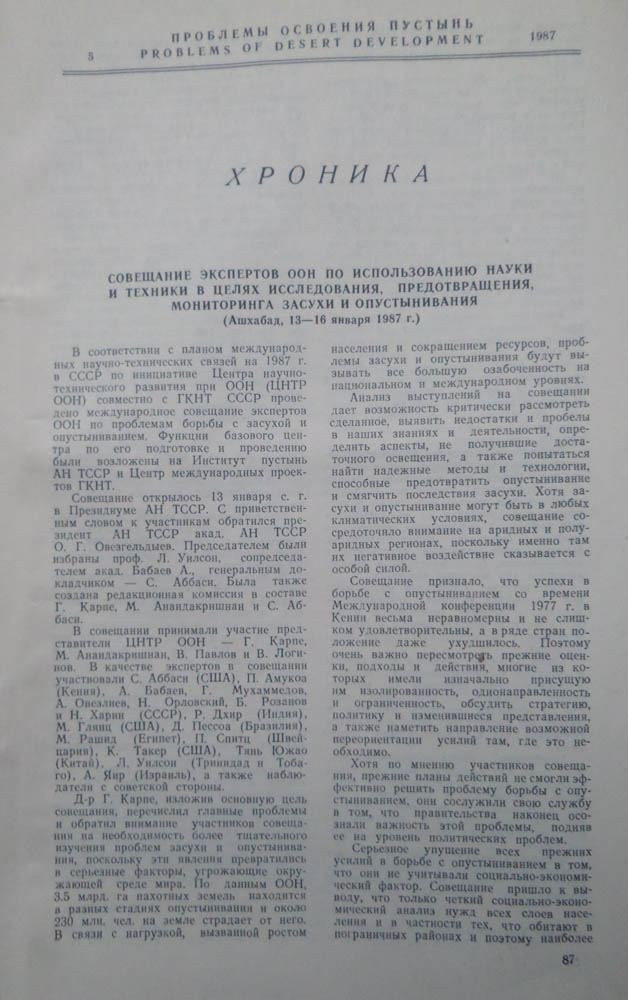 ПРОБЛЕМЫ ОСВОЕНИЯ ПУСТЫНЬ
5 PROBLEMS OF DESERT DEVELOPMENT 1987
ХРОНИКА
СОВЕЩАНИЕ ЭКСПЕРТОВ ООН ПО ИСПОЛЬЗОВАНИЮ НАУКИ
И ТЕХНИКИ В ЦЕЛЯХ ИССЛЕДОВАНИЯ, ПРЕДОТВРАЩЕНИЯ,
МОНИТОРИНГА ЗАСУХИ И ОПУСТЫНИВАНИЯ
(Ашхабад, 13—16 января 1987 г.)
В соответствии с планом международ-
ных научно-технических связей на 1987 г.
в СССР по инициативе Центра научно-
технического развития при ООН (ЦНТР
ООН) совместно с ГКНТ СССР прове-
дено международное совещание экспертов
ООН по проблемам борьбы с засухой и
опустыниванием. Функции базового цен-
тра по его подготовке и проведению
были возложены на Институт пустынь
АН ТССР и Центр международных проек-
тов ГКНТ.
Совещание открылось 13 января с. г.
в Президиуме АН ТССР. С приветствен-
ным словом к участникам обратился пре-
зидент АН ТССР акад. АН ТССР
О. Г. Овезгельдыев. Председателем были
избраны проф. Л. Уилсон, сопредседа-
телем акад. Бабаев А., генеральным до-
кладчиком — С. Аббаси. Была также
создана редакционная комиссия в составе
Г. Карпе, М. Анандакришнан и С. Аб-
баси.
В совещании принимали участие пред-
ставители ЦНТР ООН — Г. Карпе,
М. Анандакришнан, В. Павлов и В. Логи-
нов. В качестве экспертов в совещании
участвовали С. Аббаси (США), П. Амукоа
(Кения), А. Бабаев, Г. Мухаммедов,
А. Овезлиев, Н. Орловский, Б. Розанов
и Н. Харин (СССР), Р. Дхир (Индия),
М. Глянц (США), Д. Пессоа (Бразилия),
М. Рашид (Египет), П. Спитц (Швей-
цария), К. Такер (США), Тянь Южао
(Китай), Л. Уилсон (Тринидад и Тоба-
го), А. Яир (Израиль), а также наблю-
датели с советской стороны.
Д-р Г. Карпе, изложив основную цель
совещания, перечислил главные проблемы
и обратил внимание участников совеща-
ния на необходимость более тщательного
изучения проблем засухи и опустынива-
ния, поскольку эти явления превратились
в серьезные факторы, угрожающие окру-
жающей среде мира. По данным ООН,
3,5 млрд. га пахотных земель находится
в разных стадиях опустынивания и около
230 млн. чел. на земле страдает от него.
В связи с нагрузкой, вызванной ростом
населения и сокращением ресурсов, проб-
лемы засухи и опустынивания будут вы-
зывать все большую озабоченность на
национальном и международном уровнях.
Анализ выступлений на совещании
дает возможность критически рассмотреть
сделанное, выявить недостатки и пробелы
в наших знаниях и деятельности, опре-
делить аспекты, не получившие доста-
точного освещения, а также попытаться
найти надежные методы и технологии,
способные предотвратить опустынивание
и смягчить последствия засухи. Хотя за-
сухи и опустынивание могут быть в любых
климатических условиях, совещание со-
средоточило внимание на аридных и полу-
аридных регионах, поскольку именно там
их негативное воздействие сказывается с
особой силой.
Совещание признало, что успехи в
борьбе с опустыниванием со времени
Международной конференции 1977 г. в
Кении весьма неравномерны и не слиш-
ком удовлетворительны, а в ряде стран по-
ложение даже ухудшилось. Поэтому
очень важно пересмотреть прежние оцен-
ки, подходы и действия, многие из ко-
торых имели изначально присущую
им изолированность, однонаправленность
и ограниченность, обсудить стратегию,
политику и изменившиеся представления,
а также наметить направление возможной
переориентации усилий там, где это не-
обходимо.
Хотя по мнению участников совеща-
ния, прежние планы действий не смогли эф-
фективно решить проблему борьбы с опу-
стыниванием, они сослужили свою службу
в том, что правительства наконец осо-
знали важность этой проблемы, подняв
ее на уровень политических проблем.
Серьезное упущение всех прежних
усилий в борьбе с опустыниванием в том,
что они не учитывали социально-экономи-
ческий фактор. Совещание пришло к вы-
воду, что только четкий социально-эконо-
мический анализ нужд всех слоев насе-
ления и в частности тех, что обитают в
пограничных районах и поэтому наиболее
87